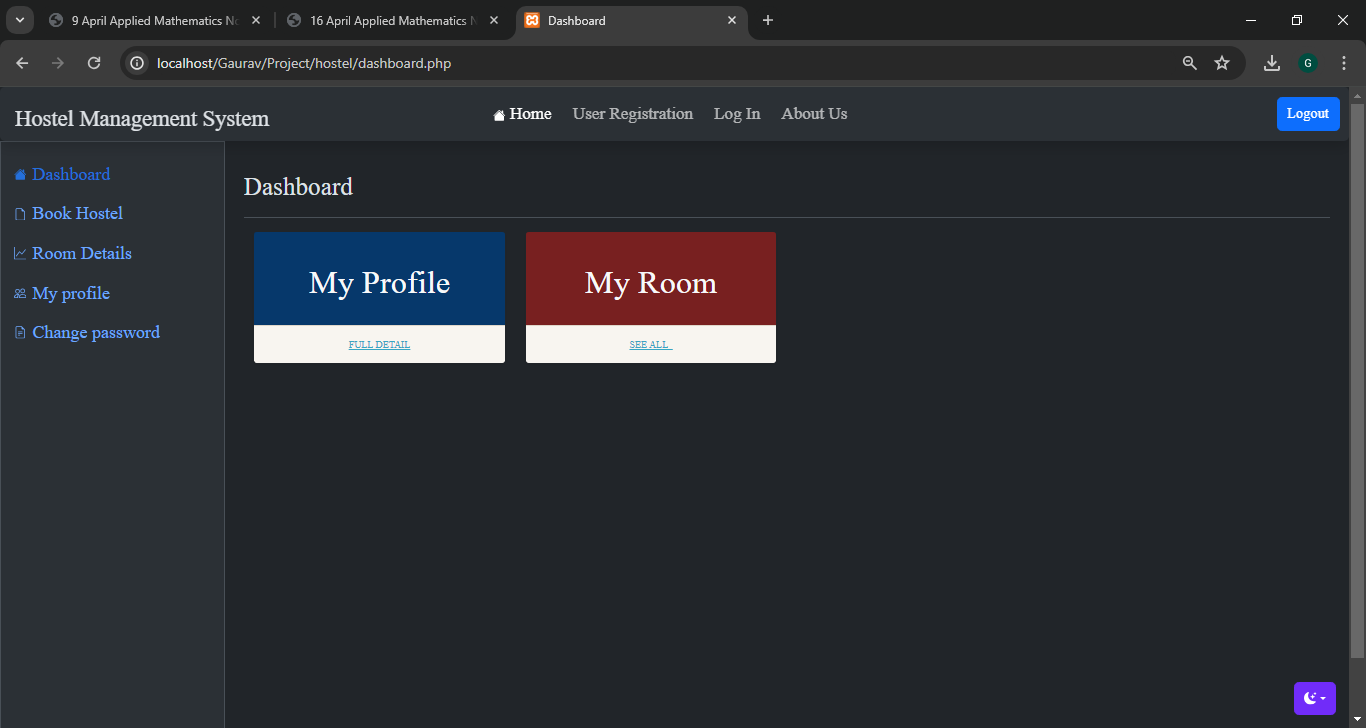 9 April Applied Mathematics No
16 April Applied Mathematics N
Dashboard
localhost/Gaurav/Project/hostel/dashboard.php
G
Hostel Management System
Home
User Registration
Log In
About Us
Logout
Dashboard
Book Hostel
Room Details
My profile
Change password
Dashboard
My Profile
FULL DETAIL
My Room
SEE ALL